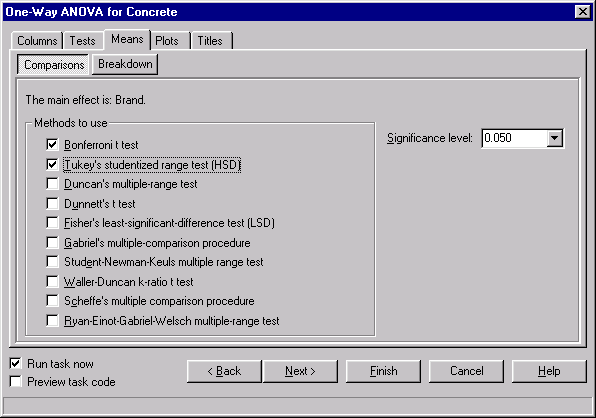 One-Way ANOVA for Concrete
Columns Tests Means Plots Titles
Comparisons Breakdown
The main effect is: Brand.
Methods to use
Bonferroni t test
Tukey's studentized range test (HSD)
Duncan's multiple-range test
Dunnett's t test
Fisher's least-significant-difference test (LSD)
Gabriel's multiple-comparison procedure
Student-Newman-Keuls multiple range test
Waller-Duncan k-ratio t test
Scheffe's multiple comparison procedure
Ryan-Einot-Gabriel-Welsch multiple-range test
Significance level: 0.050
Run task now
Preview task code
< Back Next > Finish Cancel Help